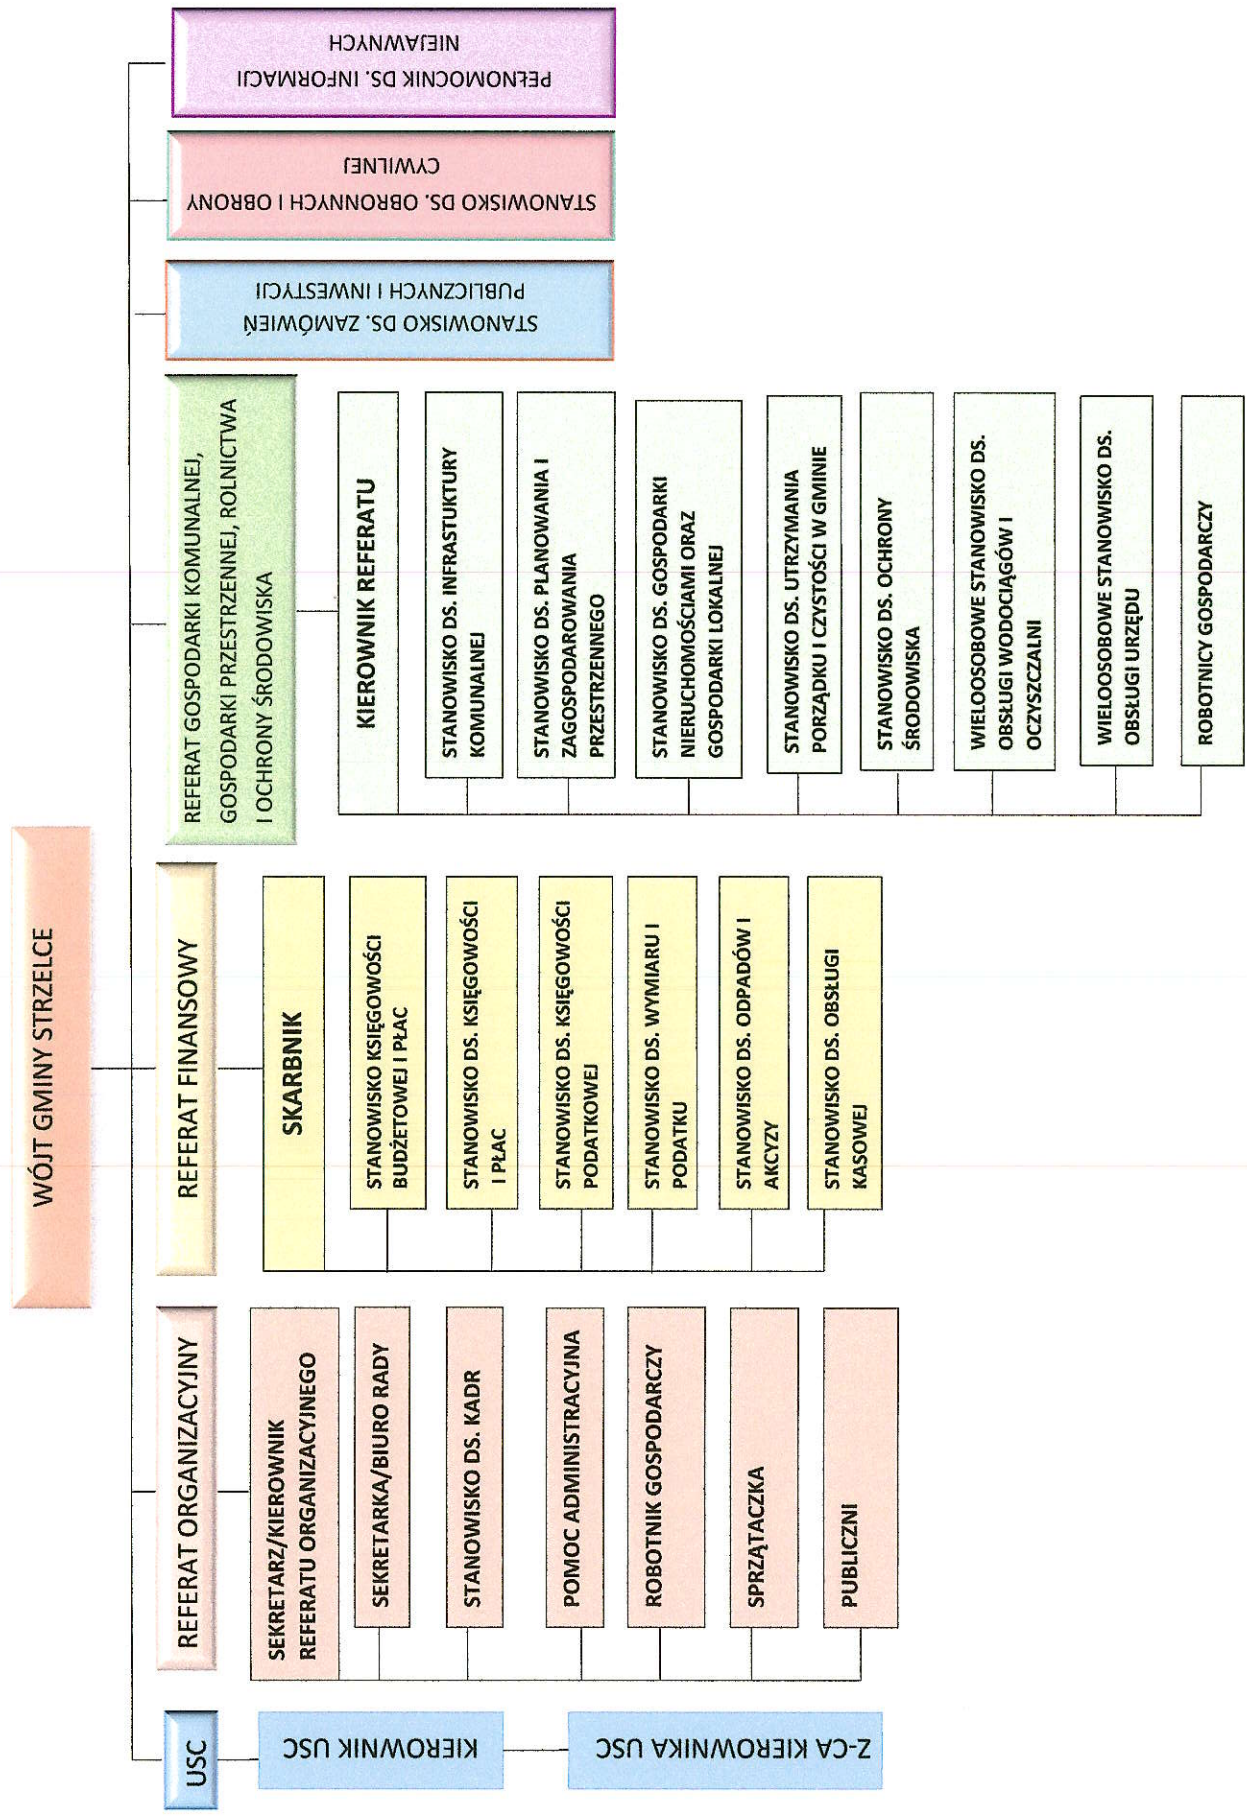 WÓJT GMINY STRZELCE
USC
KIEROWNIK USC
Z-CA KIEROWNIKA USC
REFERAT ORGANIZACYJNY
SEKRETARZ/KIEROWNIK
REFERATU ORGANIZACYJNEGO
SEKRETARKA/BIURO RADY
STANOWISKO DS. KADR
POMOC ADMINISTRACYJNA
ROBOTNIK GOSPODARCZY
SPRZĄTACZKA
PUBLICZNI
REFERAT FINANSOWY
SKARBNIK
STANOWISKO KSIĘGOWOŚCI
BUDŻETOWEJ I PŁAC
STANOWISKO DS. KSIĘGOWOŚCI
I PŁAC
STANOWISKO DS. KSIĘGOWOŚCI
PODATKOWEJ
STANOWISKO DS. WYMIARU I
PODATKU
STANOWISKO DS. ODPADÓW I
AKCYZY
STANOWISKO DS. OBSŁUGI
KASOWEJ
REFERAT GOSPODARKI KOMUNALNEJ,
GOSPODARKI PRZESTRZENNEJ, ROLNICTWA
I OCHRONY ŚRODOWISKA
KIEROWNIK REFERATU
STANOWISKO DS. INFRASTUKTURY
KOMUNALNEJ
STANOWISKO DS. PLANOWANIA I
ZAGOSPODAROWANIA
PRZESTRZENNEGO
STANOWISKO DS. GOSPODARKI
NIERUCHOMOŚCIAMI ORAZ
GOSPODARKI LOKALNEJ
STANOWISKO DS. UTRZYMANIA
PORZĄDKU I CZYSTOŚCI W GMINIE
STANOWISKO DS. OCHRONY
ŚRODOWISKA
WIELOOSOBOWE STANOWISKO DS.
OBSŁUGI WODOCIĄGÓW I
OCZYSZCZALNI
WIELOOSOBOWE STANOWISKO DS.
OBSŁUGI URZĘDU
ROBOTNICY GOSPODARCZY
STANOWISKO DS. ZAMÓWIEŃ
PUBLICZNYCH I INWESTYCJI
STANOWISKO DS. OBRONNYCH I OBRONY
CYWILNEJ
PEŁNOMOCNIK DS. INFORMACJI
NIEJAWNYCH